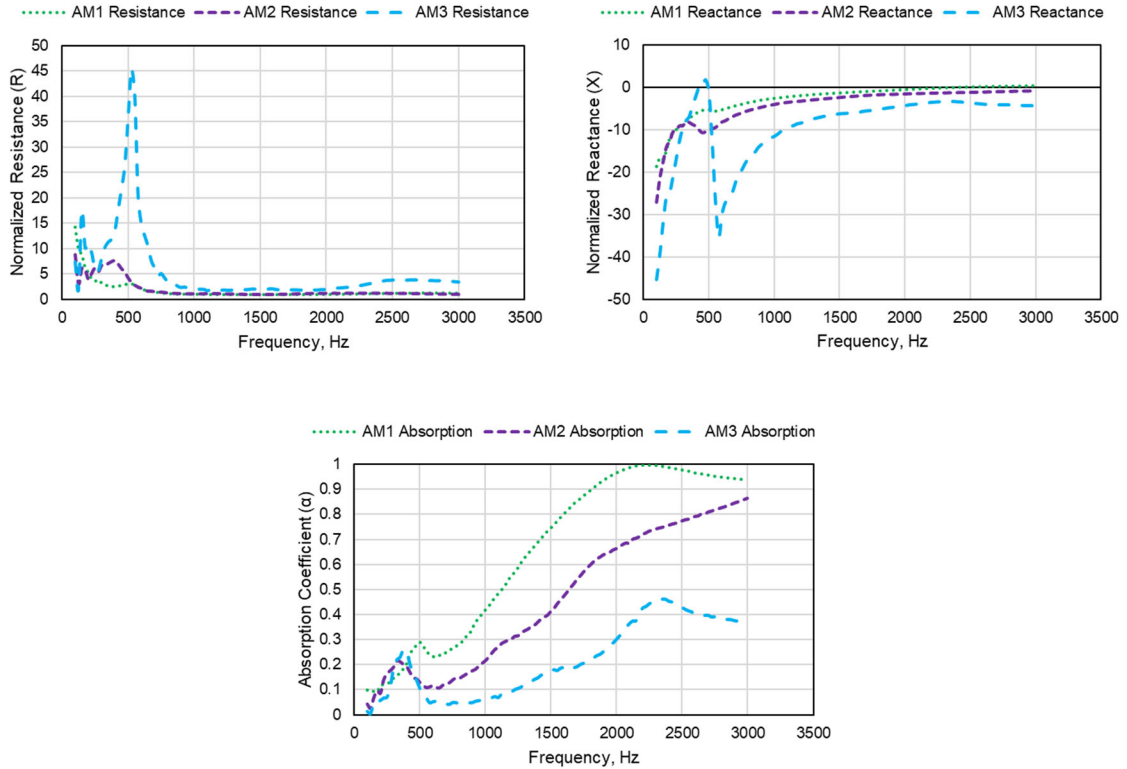 AM1 Resistance AM2 Resistance AM3 Resistance
Normalized Resistance (R)
50
45
40
35
30
25
20
15
10
5
0
0 500 1000 1500 2000 2500 3000 3500
Frequency, Hz
AM1 Reactance AM2 Reactance AM3 Reactance
Normalized Reactance (X)
10
0
-10
-20
-30
-40
-50
0 500 1000 1500 2000 2500 3000 3500
Frequency, Hz
AM1 Absorption AM2 Absorption AM3 Absorption
Absorption Coefficient (α)
1
0.9
0.8
0.7
0.6
0.5
0.4
0.3
0.2
0.1
0
0 500 1000 1500 2000 2500 3000 3500
Frequency, Hz